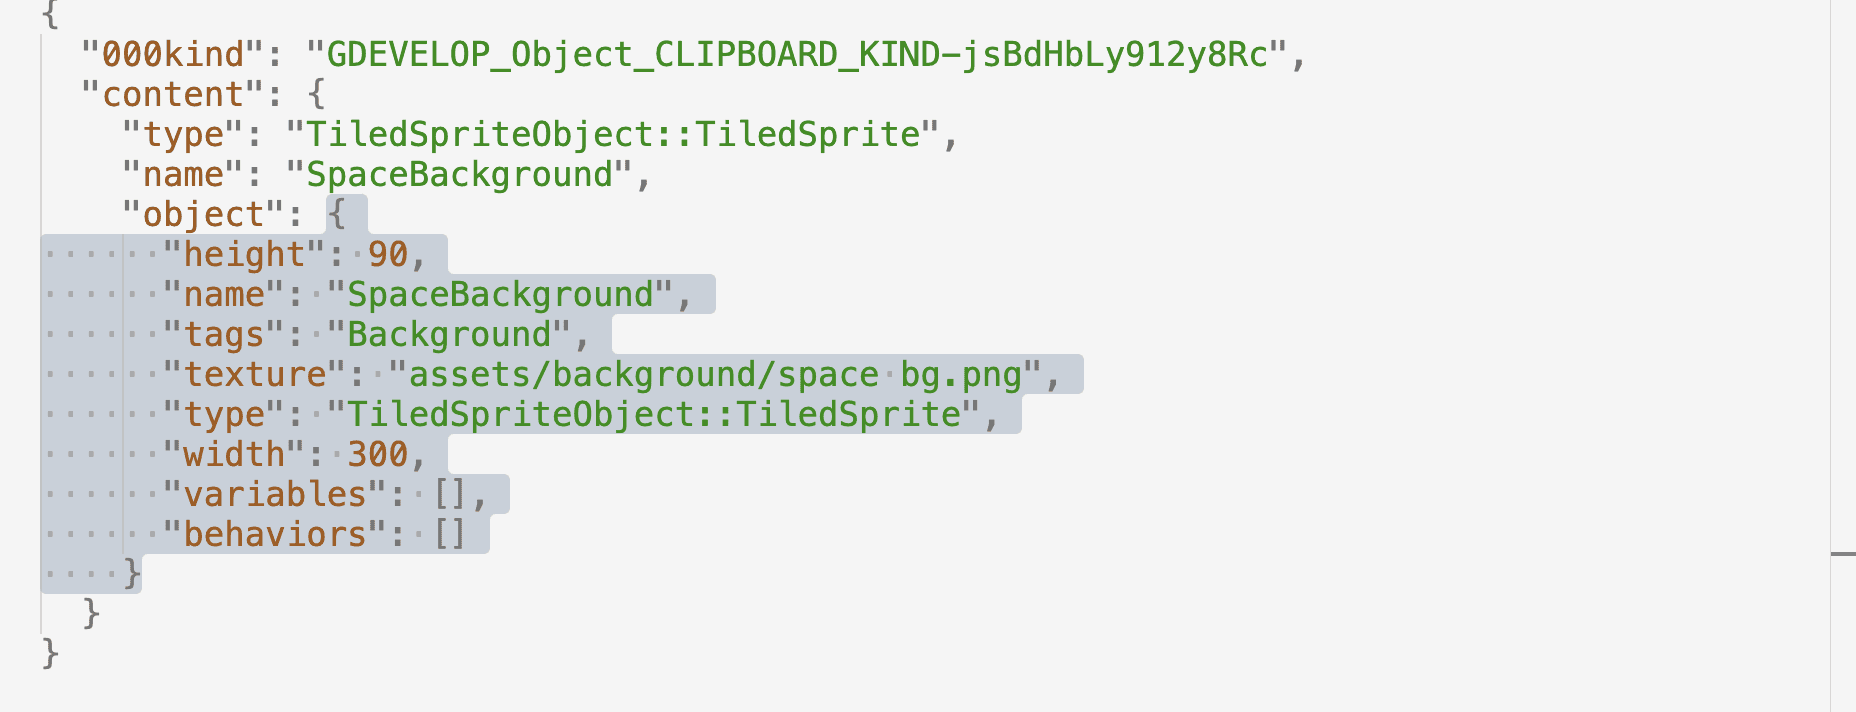 {
  "000kind": "GDEVELOP_Object_CLIPBOARD_KIND-jsBdHbLy912y8Rc",
  "content": {
    "type": "TiledSpriteObject::TiledSprite",
    "name": "SpaceBackground",
    "object": {
      "height": 90,
      "name": "SpaceBackground",
      "tags": "Background",
      "texture": "assets/background/space bg.png",
      "type": "TiledSpriteObject::TiledSprite",
      "width": 300,
      "variables": [],
      "behaviors": []
    }
  }
}